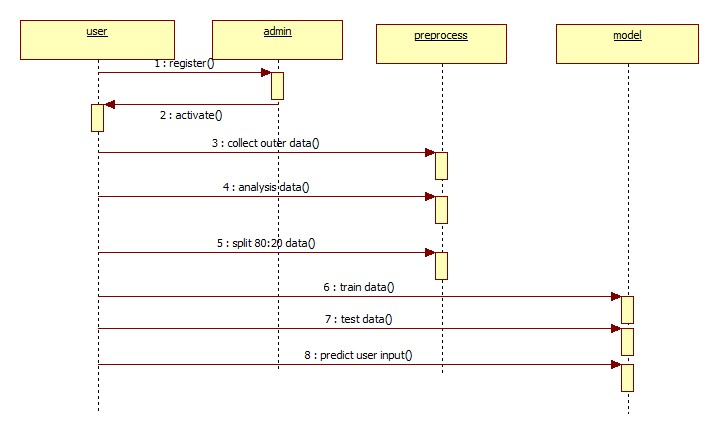 user
admin
preprocess
model
1 : register()
2 : activate()
3 : collect outer data()
4 : analysis data()
5 : split 80:20 data()
6 : train data()
7 : test data()
8 : predict user input()